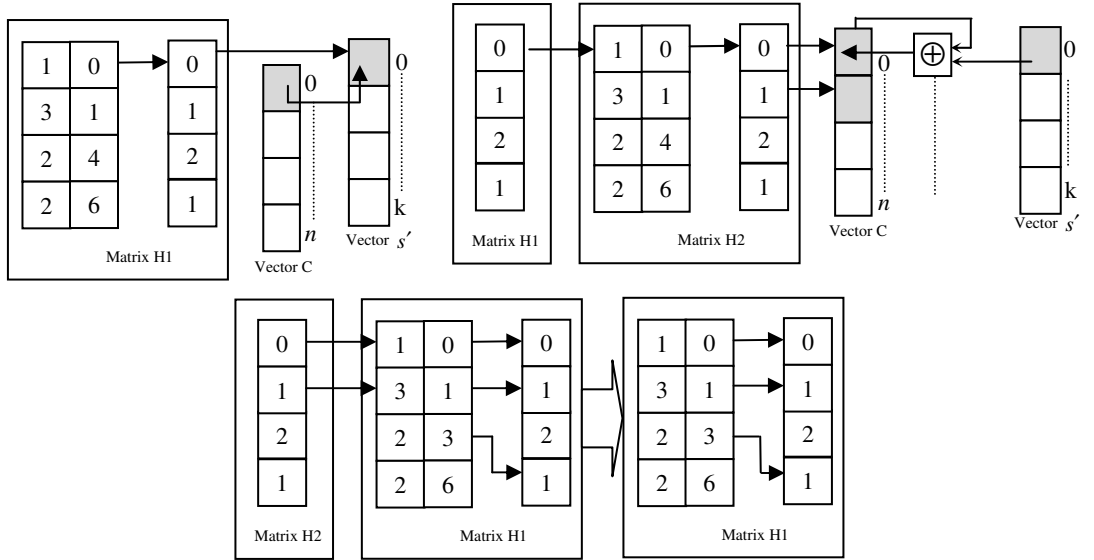 1 0 0
3 1 1
2 4 2
2 6 1
Matrix H1
0
n
Vector C
0
k
Vector s′
0
1
2
1
Matrix H1
1 0 0
3 1 1
2 4 2
2 6 1
Matrix H2
0
n
Vector C
⊕
0
k
Vector s′
0
1
2
1
Matrix H2
1 0 0
3 1 1
2 3 2
2 6 1
Matrix H1
1 0 0
3 1 1
2 3 2
2 6 1
Matrix H1